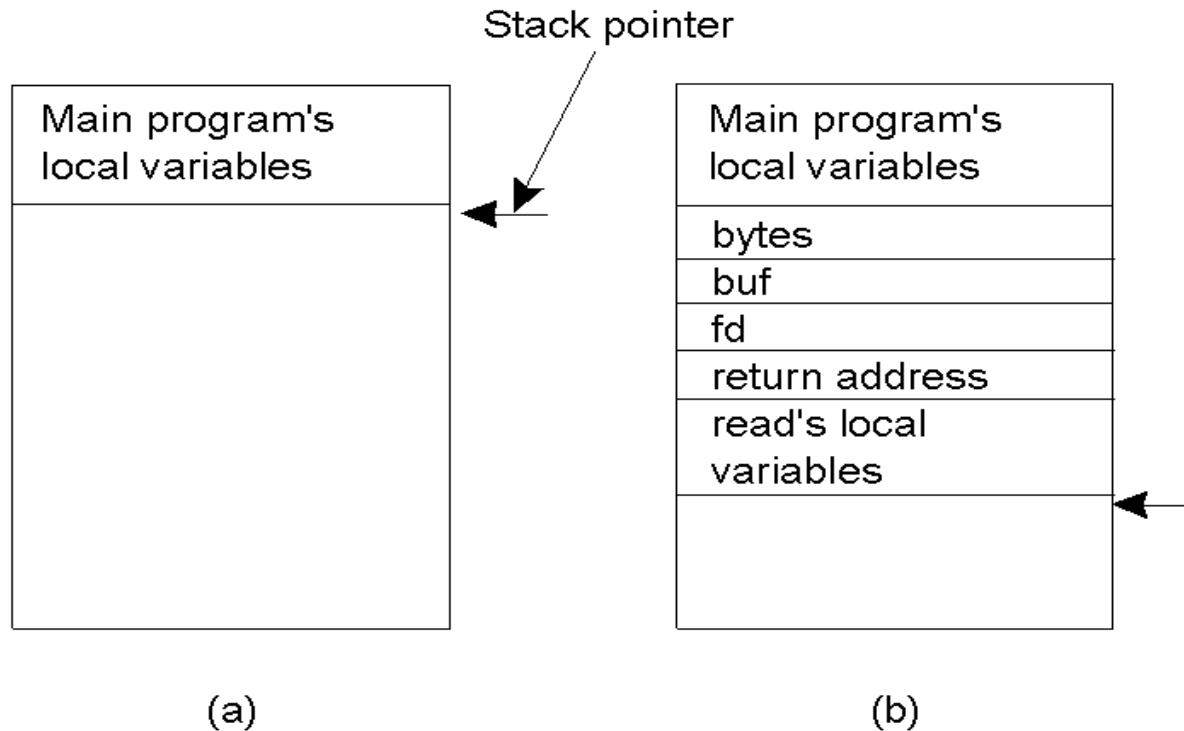 Stack pointer
Main program's
local variables
Main program's
local variables
bytes
buf
fd
return address
read's local
variables
(a)
(b)